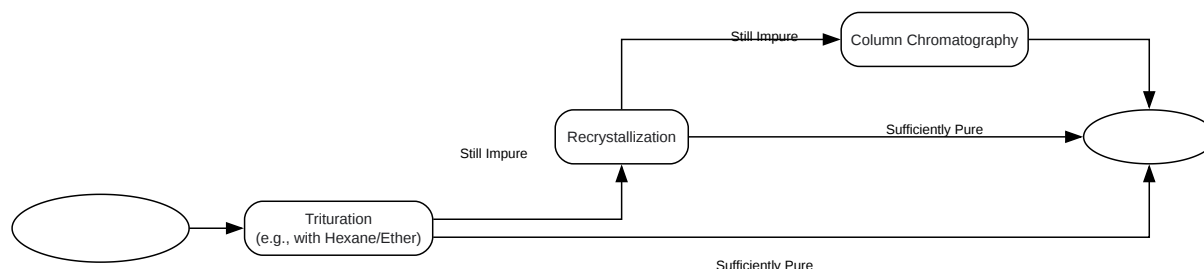 Still Impure
Column Chromatography
Recrystallization
Sufficiently Pure
Still Impure
Trituration
(e.g., with Hexane/Ether)
Sufficiently Pure